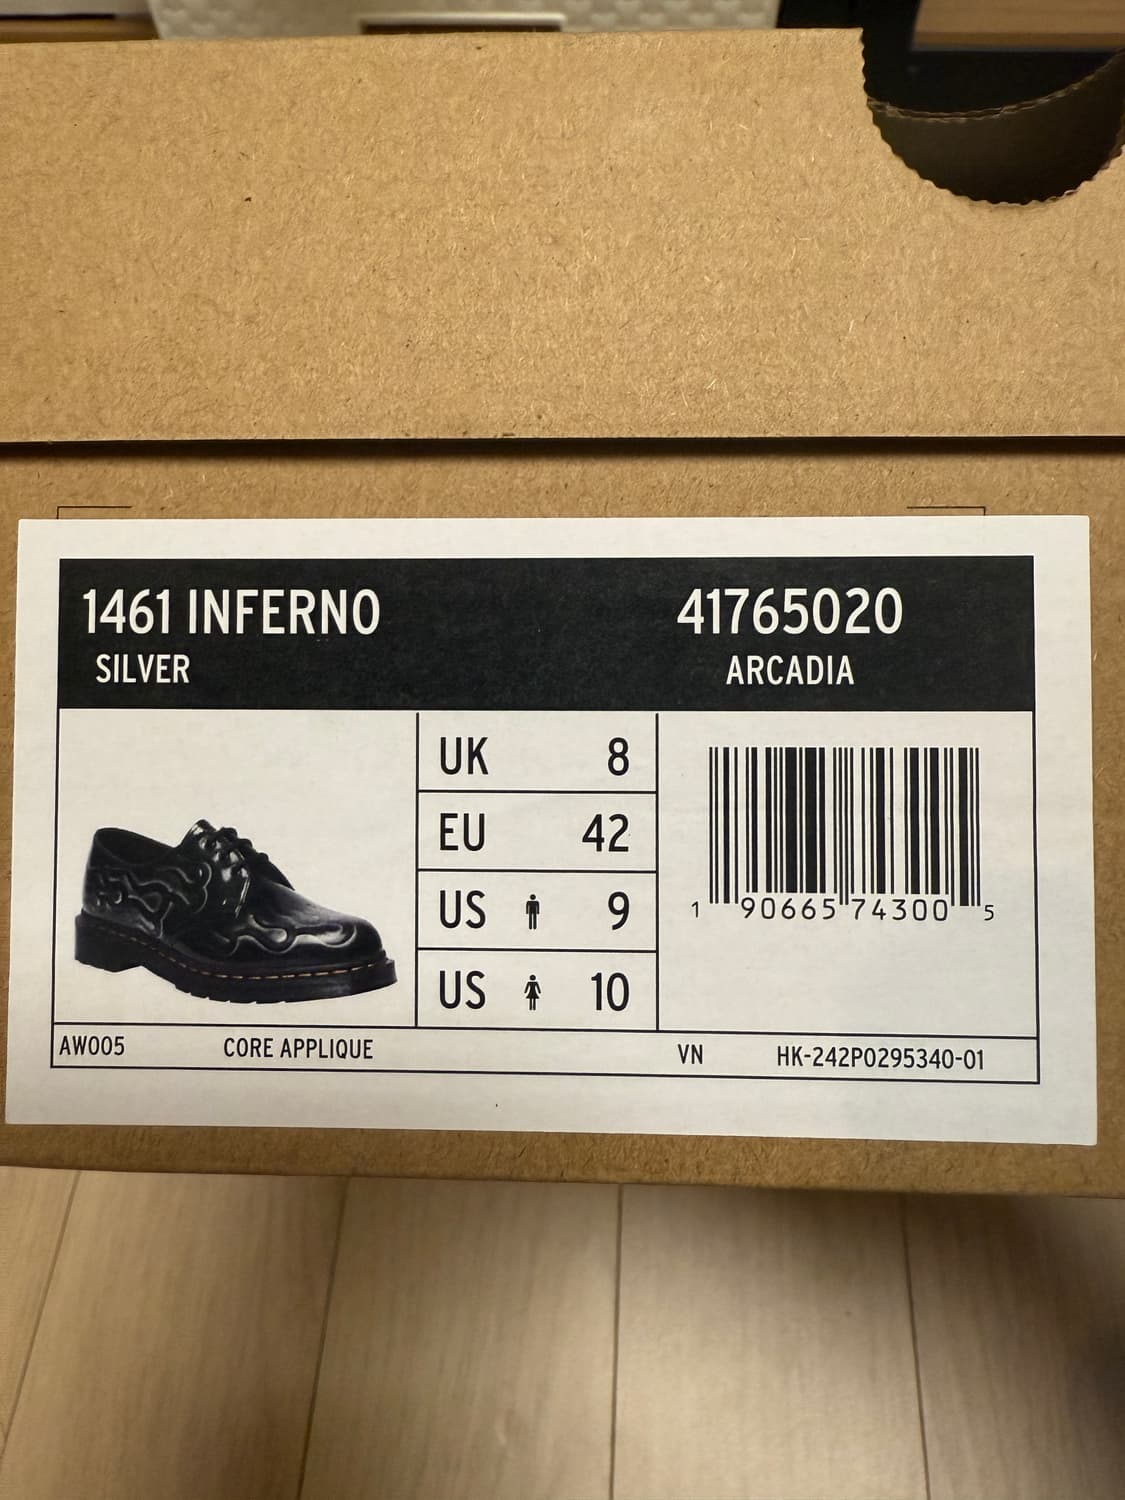 1461 INFERNO 41765020
SILVER ARCADIA
UK 8
EU 42
US 9
US 10
1 90665 74300 5
AW005 CORE APPLIQUE VN HK-242P0295340-01